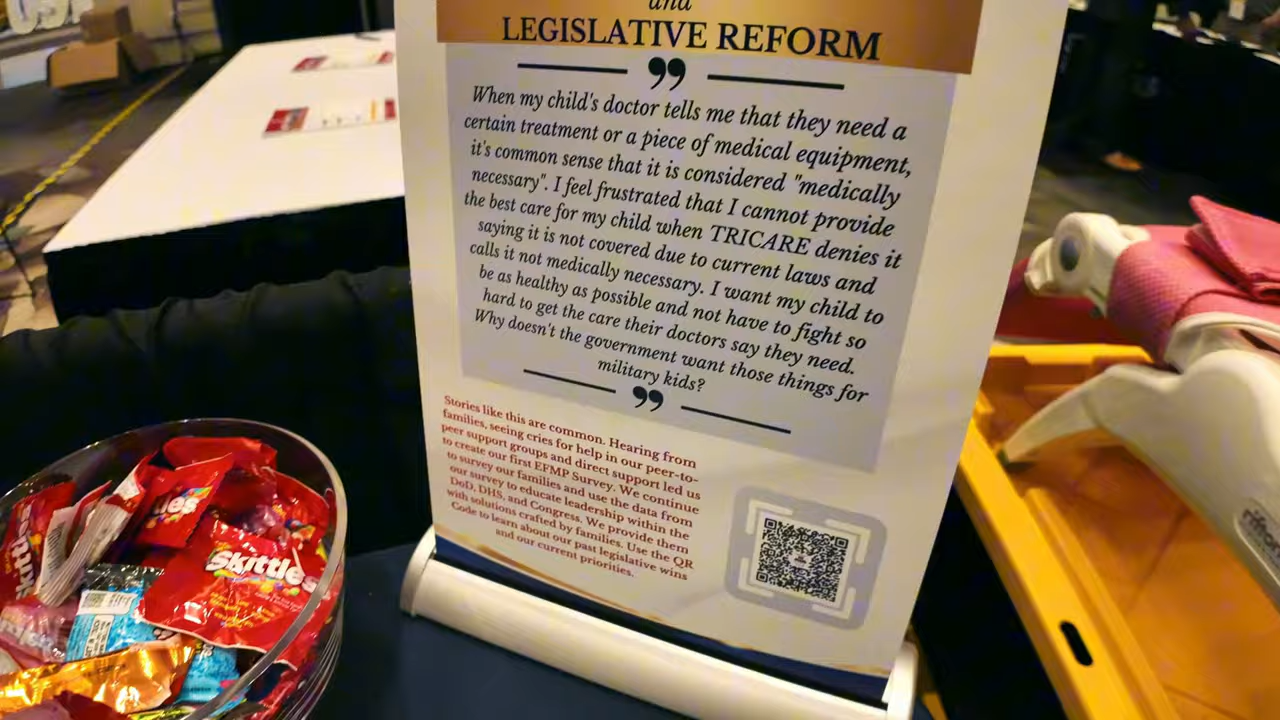 and
LEGISLATIVE REFORM
”
When my child's doctor tells me that they need a
certain treatment or a piece of medical equipment,
it's common sense that it is considered "medically
necessary". I feel frustrated that I cannot provide
the best care for my child when TRICARE denies it
saying it is not covered due to current laws and
calls it not medically necessary. I want my child to
be as healthy as possible and not have to fight so
hard to get the care their doctors say they need.
Why doesn't the government want those things for
military kids?
”
Stories like this are common. Hearing from
families, seeing cries for help in our peer-to-
peer support groups and direct support led us
to create our first EFMP Survey. We continue
to survey our families and use the data from
our survey to educate leadership within the
DoD, DHS, and Congress. We provide them
with solutions crafted by families. Use the QR
Code to learn about our past legislative wins
and our current priorities.
Skittles